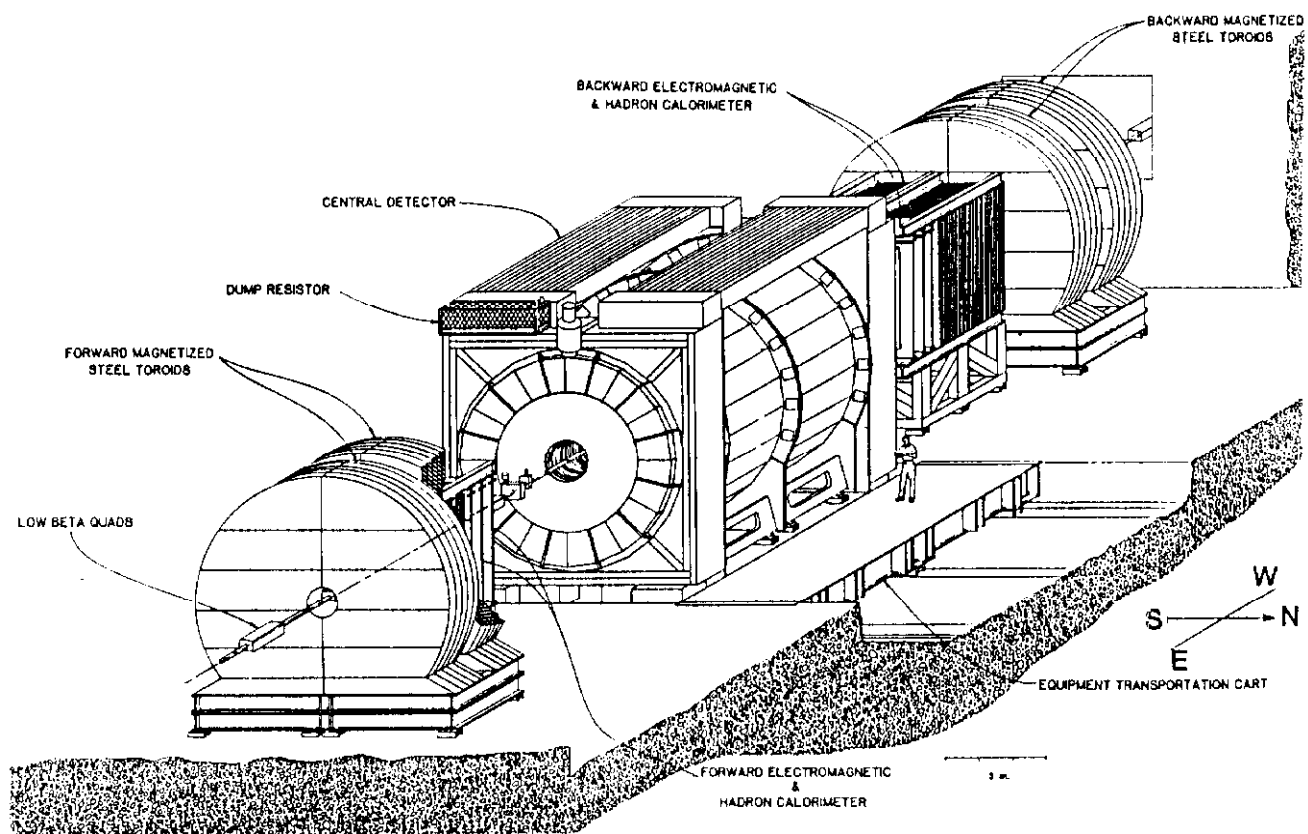 BACKWARD MAGNETIZED
STEEL TOROIDS
BACKWARD ELECTROMAGNETIC
& HADRON CALORIMETER
CENTRAL DETECTOR
DUMP RESISTOR
FORWARD MAGNETIZED
STEEL TOROIDS
LOW BETA QUADS
W
S
N
E
EQUIPMENT TRANSPORTATION CART
FORWARD ELECTROMAGNETIC
&
HADRON CALORIMETER